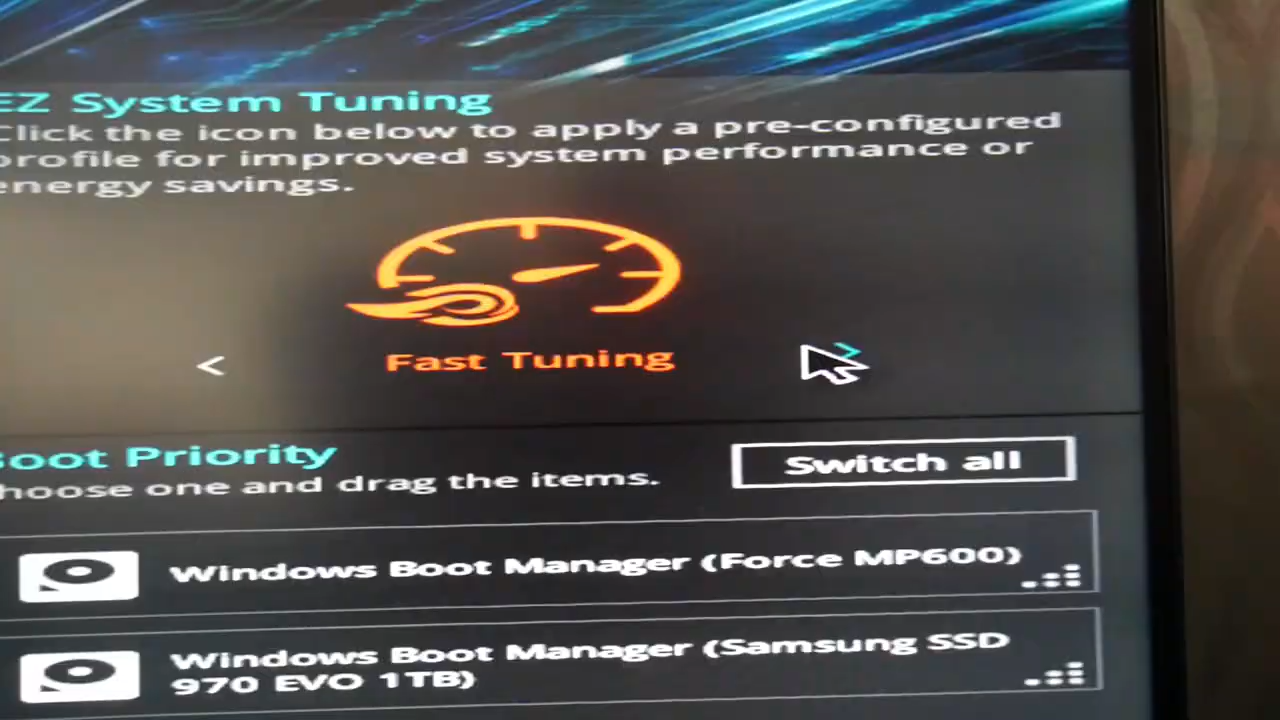 EZ System Tuning
Click the icon below to apply a pre-configured
profile for improved system performance or
energy savings.
<
Fast Tuning
>
Boot Priority
hoose one and drag the items.
Switch all
Windows Boot Manager (Force MP600)
Windows Boot Manager (Samsung SSD
970 EVO 1TB)